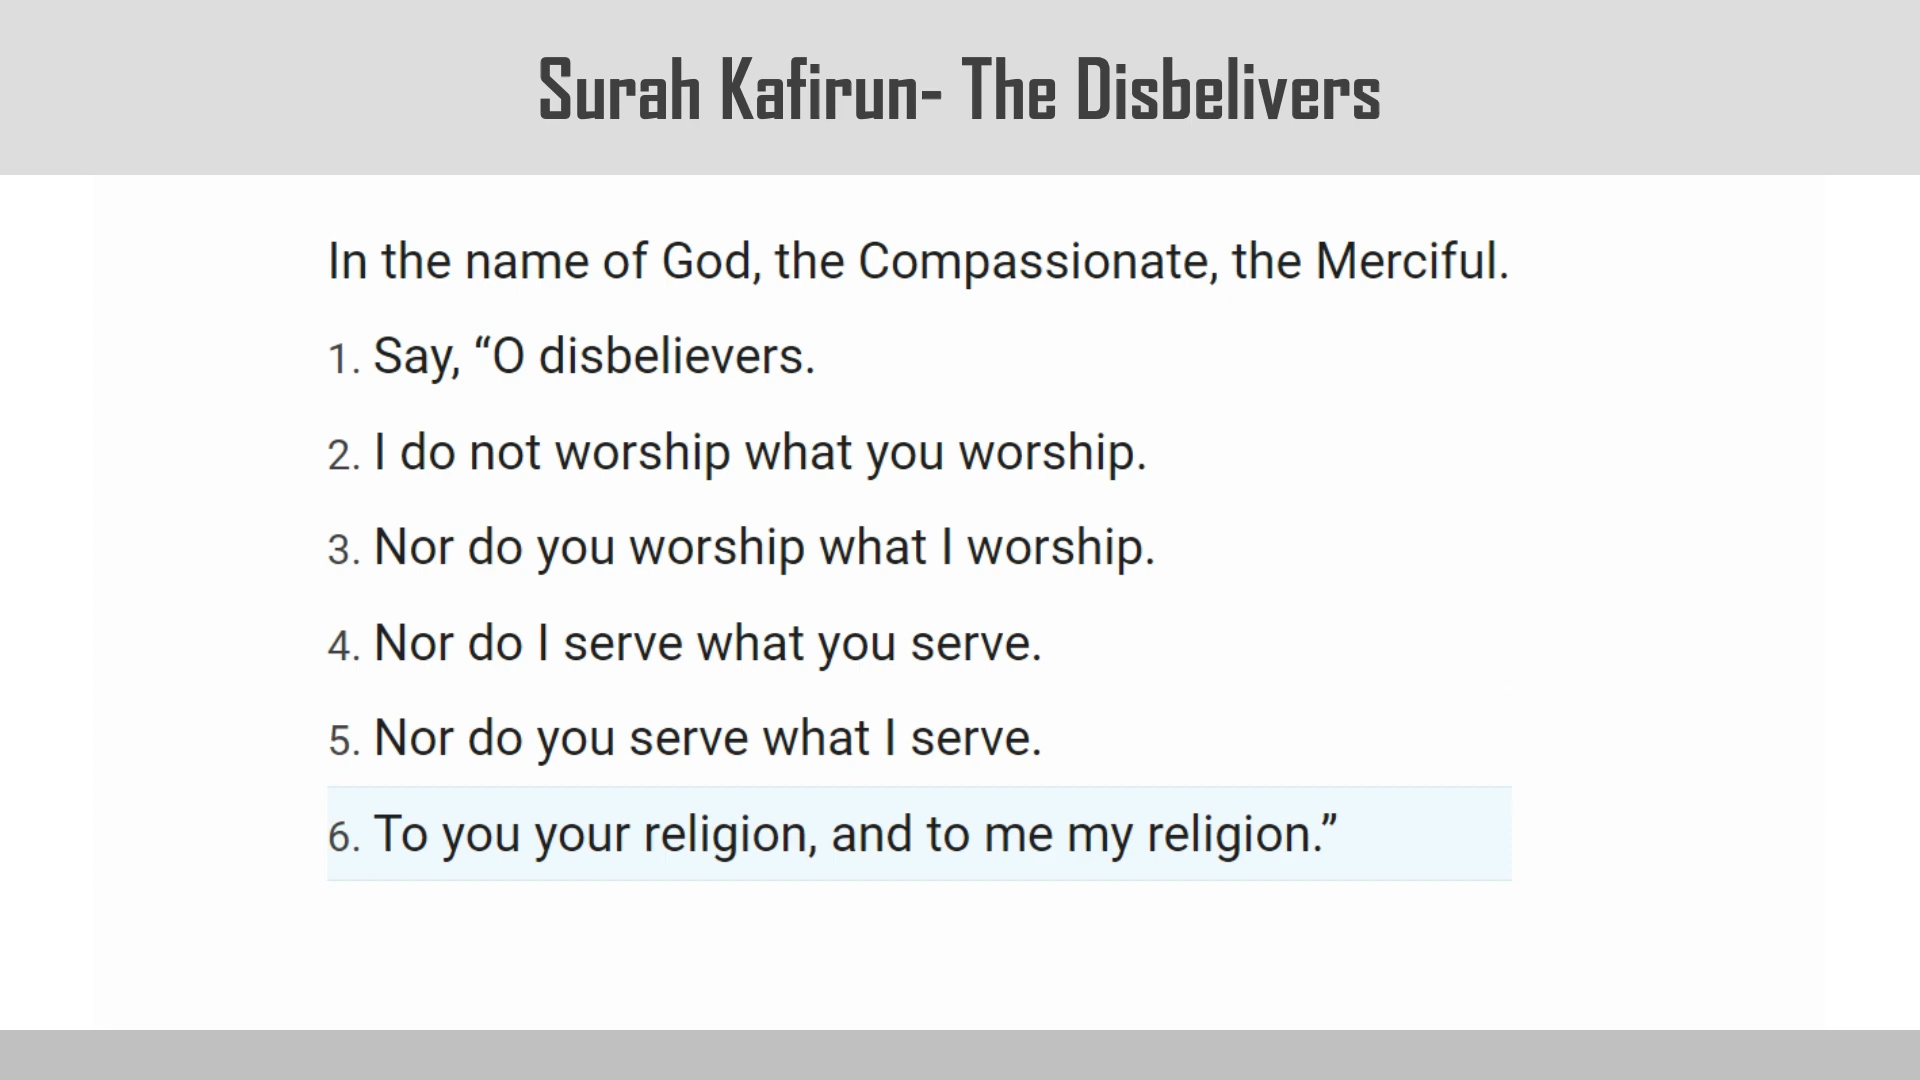 Surah Kafirun- The Disbelivers
In the name of God, the Compassionate, the Merciful.
1. Say, “O disbelievers.
2. I do not worship what you worship.
3. Nor do you worship what I worship.
4. Nor do I serve what you serve.
5. Nor do you serve what I serve.
6. To you your religion, and to me my religion.”